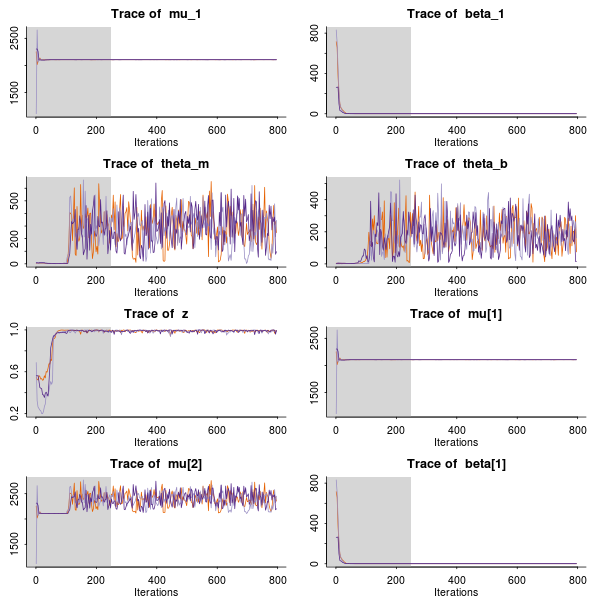 Trace of mu_1
2500
1500
0 200 400 600 800
Iterations
Trace of beta_1
800
400
0
0 200 400 600 800
Iterations
Trace of theta_m
500
200
0
0 200 400 600 800
Iterations
Trace of theta_b
400
200
0
0 200 400 600 800
Iterations
Trace of z
1.0
0.6
0.2
0 200 400 600 800
Iterations
Trace of mu[1]
2500
1500
0 200 400 600 800
Iterations
Trace of mu[2]
2500
1500
0 200 400 600 800
Iterations
Trace of beta[1]
800
400
0
0 200 400 600 800
Iterations